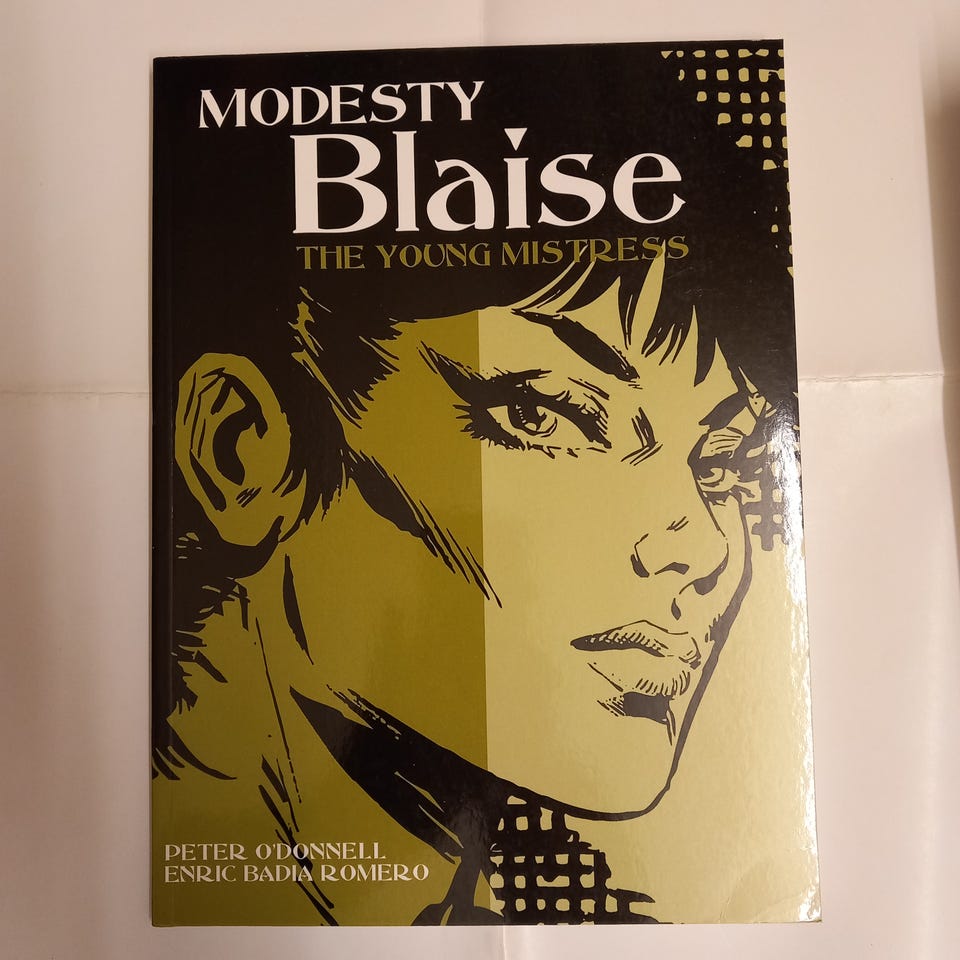 MODESTY
Blaise
THE YOUNG MISTRESS
PETER O'DONNELL
ENRIC BADIA ROMERO